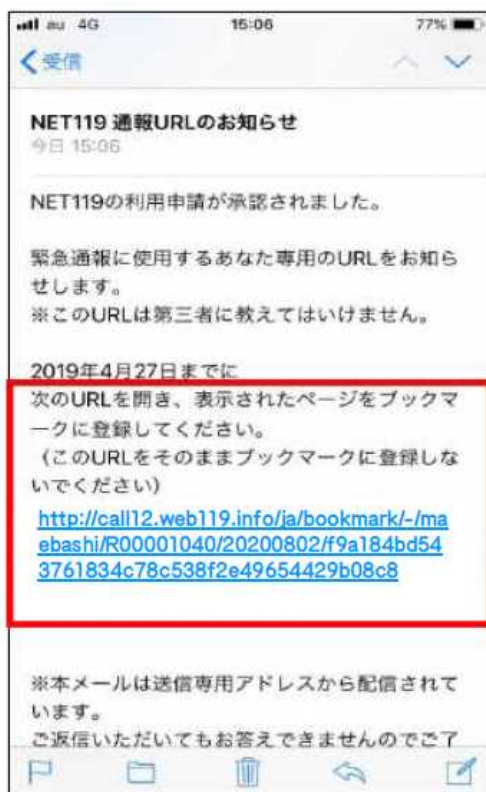 au 4G 15:06 77%
受信
NET119 通報URLのお知らせ
今日 15:06
NET119の利用申請が承認されました。
緊急通報に使用するあなた専用のURLをお知ら
せします。
※このURLは第三者に教えてはいけません。
2019年4月27日までに
次のURLを開き、表示されたページをブックマ
ークに登録してください。
（このURLをそのままブックマークに登録しな
いでください）
http://call12.web119.info/ja/bookmark/-/ma
ebashi/R00001040/20200802/f9a184bd54
3761834c78c538f2e49654429b08c8
※本メールは送信専用アドレスから配信されて
います。
ご返信いただいてもお答えできませんのでご了